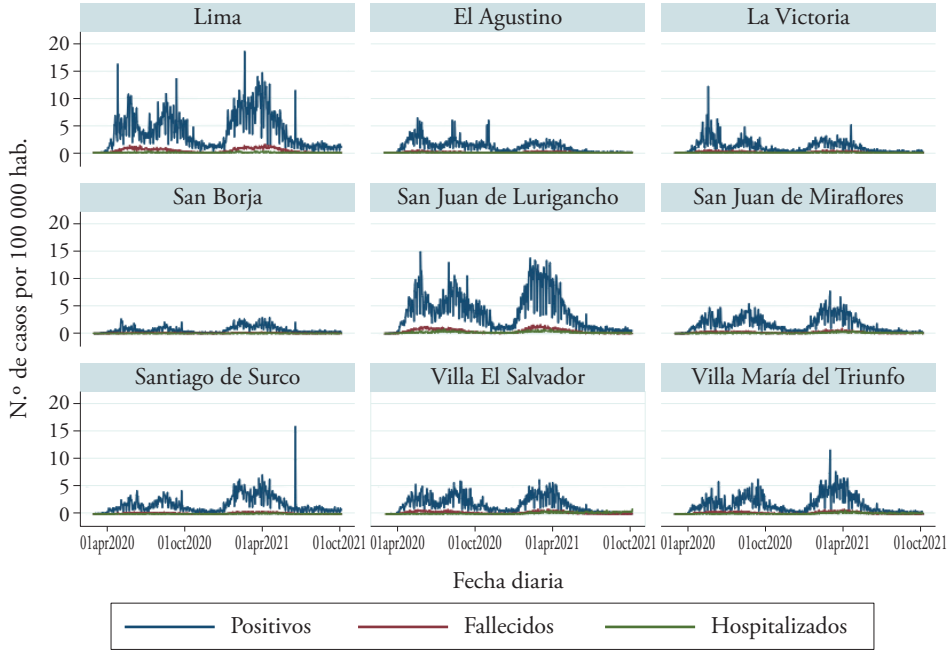 Lima El Agustino La Victoria
20
15
10
5
0
San Borja San Juan de Lurigancho San Juan de Miraflores
20
15
10
5
0
Santiago de Surco Villa El Salvador Villa María del Triunfo
20
15
10
5
0
N.º de casos por 100 000 hab.
01apr2020 01oct2020 01apr2021 01oct2021 01apr2020 01oct2020 01apr2021 01oct2021 01apr2020 01oct2020 01apr2021 01oct2021
Fecha diaria
Positivos Fallecidos Hospitalizados